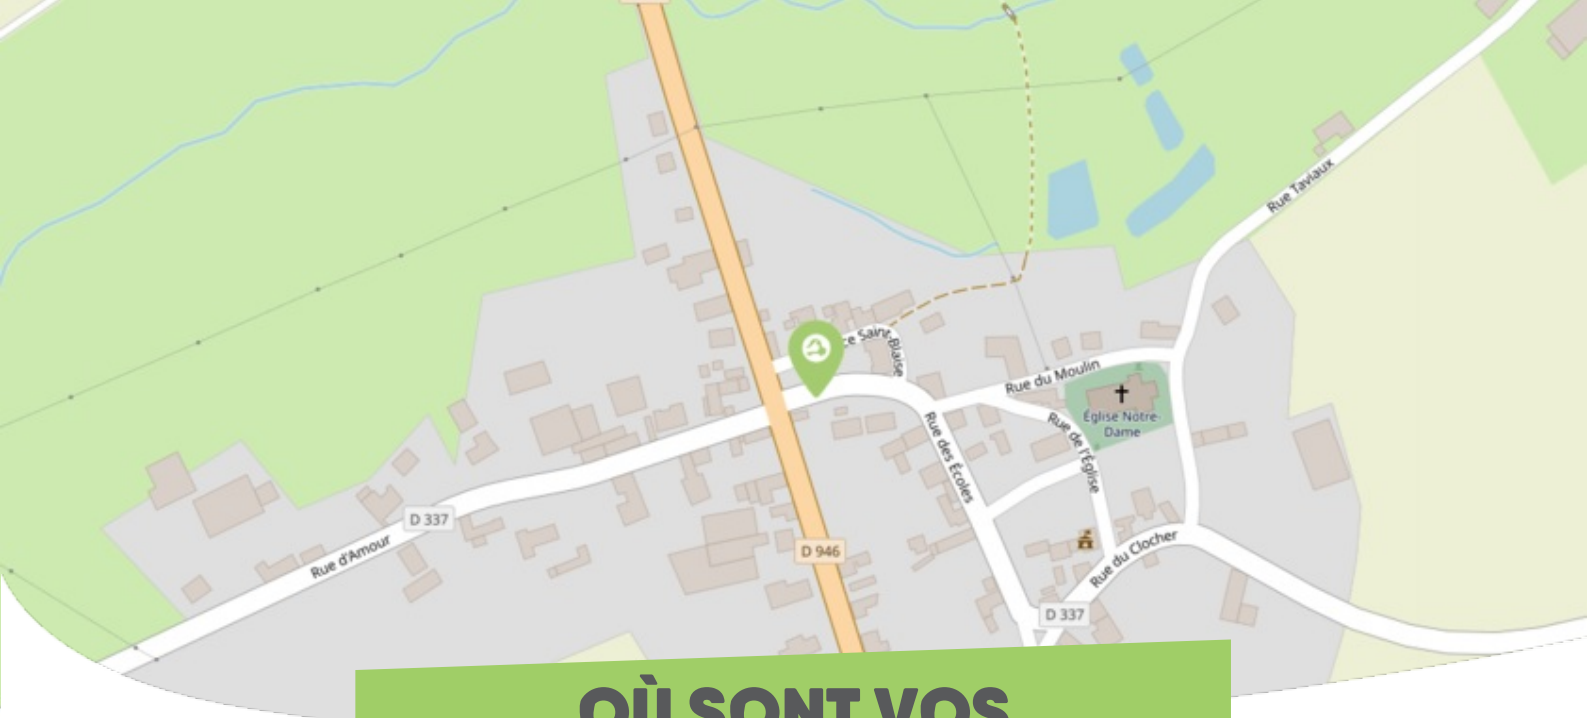 Rue Taviaux
ce Saint-Blaise
Rue du Moulin
Église Notre-
Dame
Rue de l'Église
Rue des Écoles
D 337
D 946
Rue d'Amour
Rue du Clocher
D 337
OÙ SONT VOS